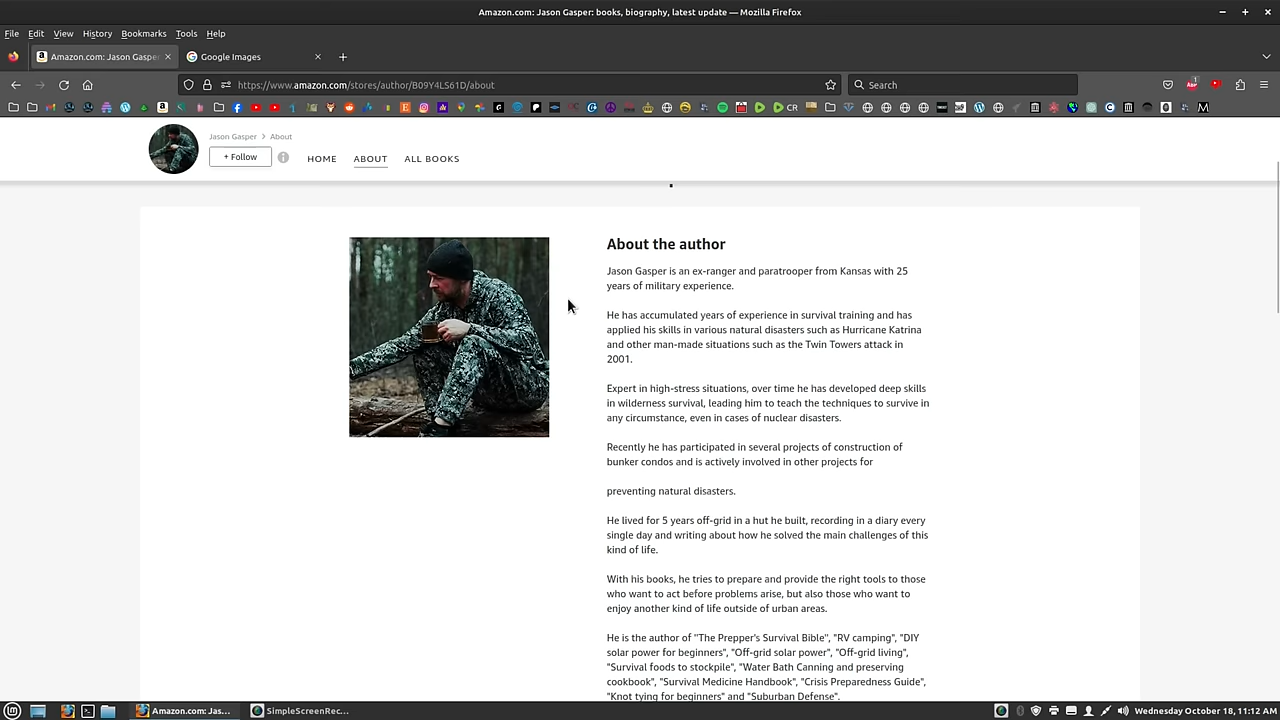 Amazon.com: Jason Gasper: books, biography, latest update — Mozilla Firefox
File Edit View History Bookmarks Tools Help
Amazon.com: Jason Gasper
Google Images
https://www.amazon.com/stores/author/B09Y4LS61D/about
Search
CR
Jason Gasper > About
+ Follow
HOME
ABOUT
ALL BOOKS
About the author
Jason Gasper is an ex-ranger and paratrooper from Kansas with 25
years of military experience.
He has accumulated years of experience in survival training and has
applied his skills in various natural disasters such as Hurricane Katrina
and other man-made situations such as the Twin Towers attack in
2001.
Expert in high-stress situations, over time he has developed deep skills
in wilderness survival, leading him to teach the techniques to survive in
any circumstance, even in cases of nuclear disasters.
Recently he has participated in several projects of construction of
bunker condos and is actively involved in other projects for
preventing natural disasters.
He lived for 5 years off-grid in a hut he built, recording in a diary every
single day and writing about how he solved the main challenges of this
kind of life.
With his books, he tries to prepare and provide the right tools to those
who want to act before problems arise, but also those who want to
enjoy another kind of life outside of urban areas.
He is the author of "The Prepper's Survival Bible", "RV camping", "DIY
solar power for beginners", "Off-grid solar power", "Off-grid living",
"Survival foods to stockpile", "Water Bath Canning and preserving
cookbook", "Survival Medicine Handbook", "Crisis Preparedness Guide",
"Knot tying for beginners" and "Suburban Defense".
Amazon.com: Jas...
SimpleScreenRec...
Wednesday October 18, 11:12 AM